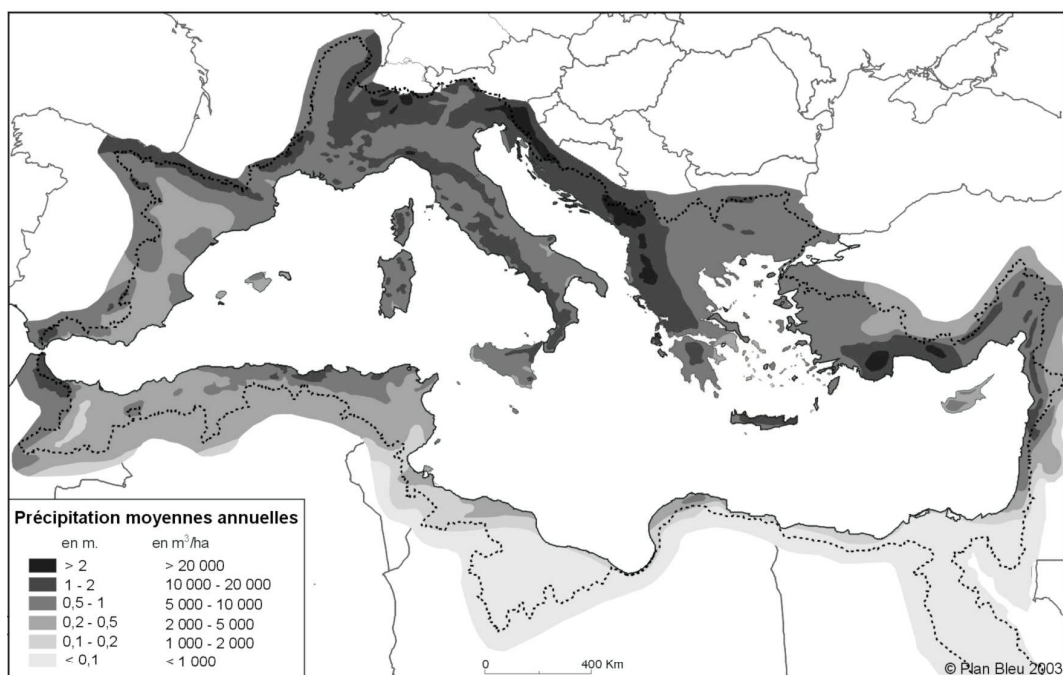 Précipitation moyennes annuelles
en m. en m³/ha
> 2 > 20 000
1 - 2 10 000 - 20 000
0,5 - 1 5 000 - 10 000
0,2 - 0,5 2 000 - 5 000
0,1 - 0,2 1 000 - 2 000
< 0,1 < 1 000
0 400 Km
© Plan Bleu 2003